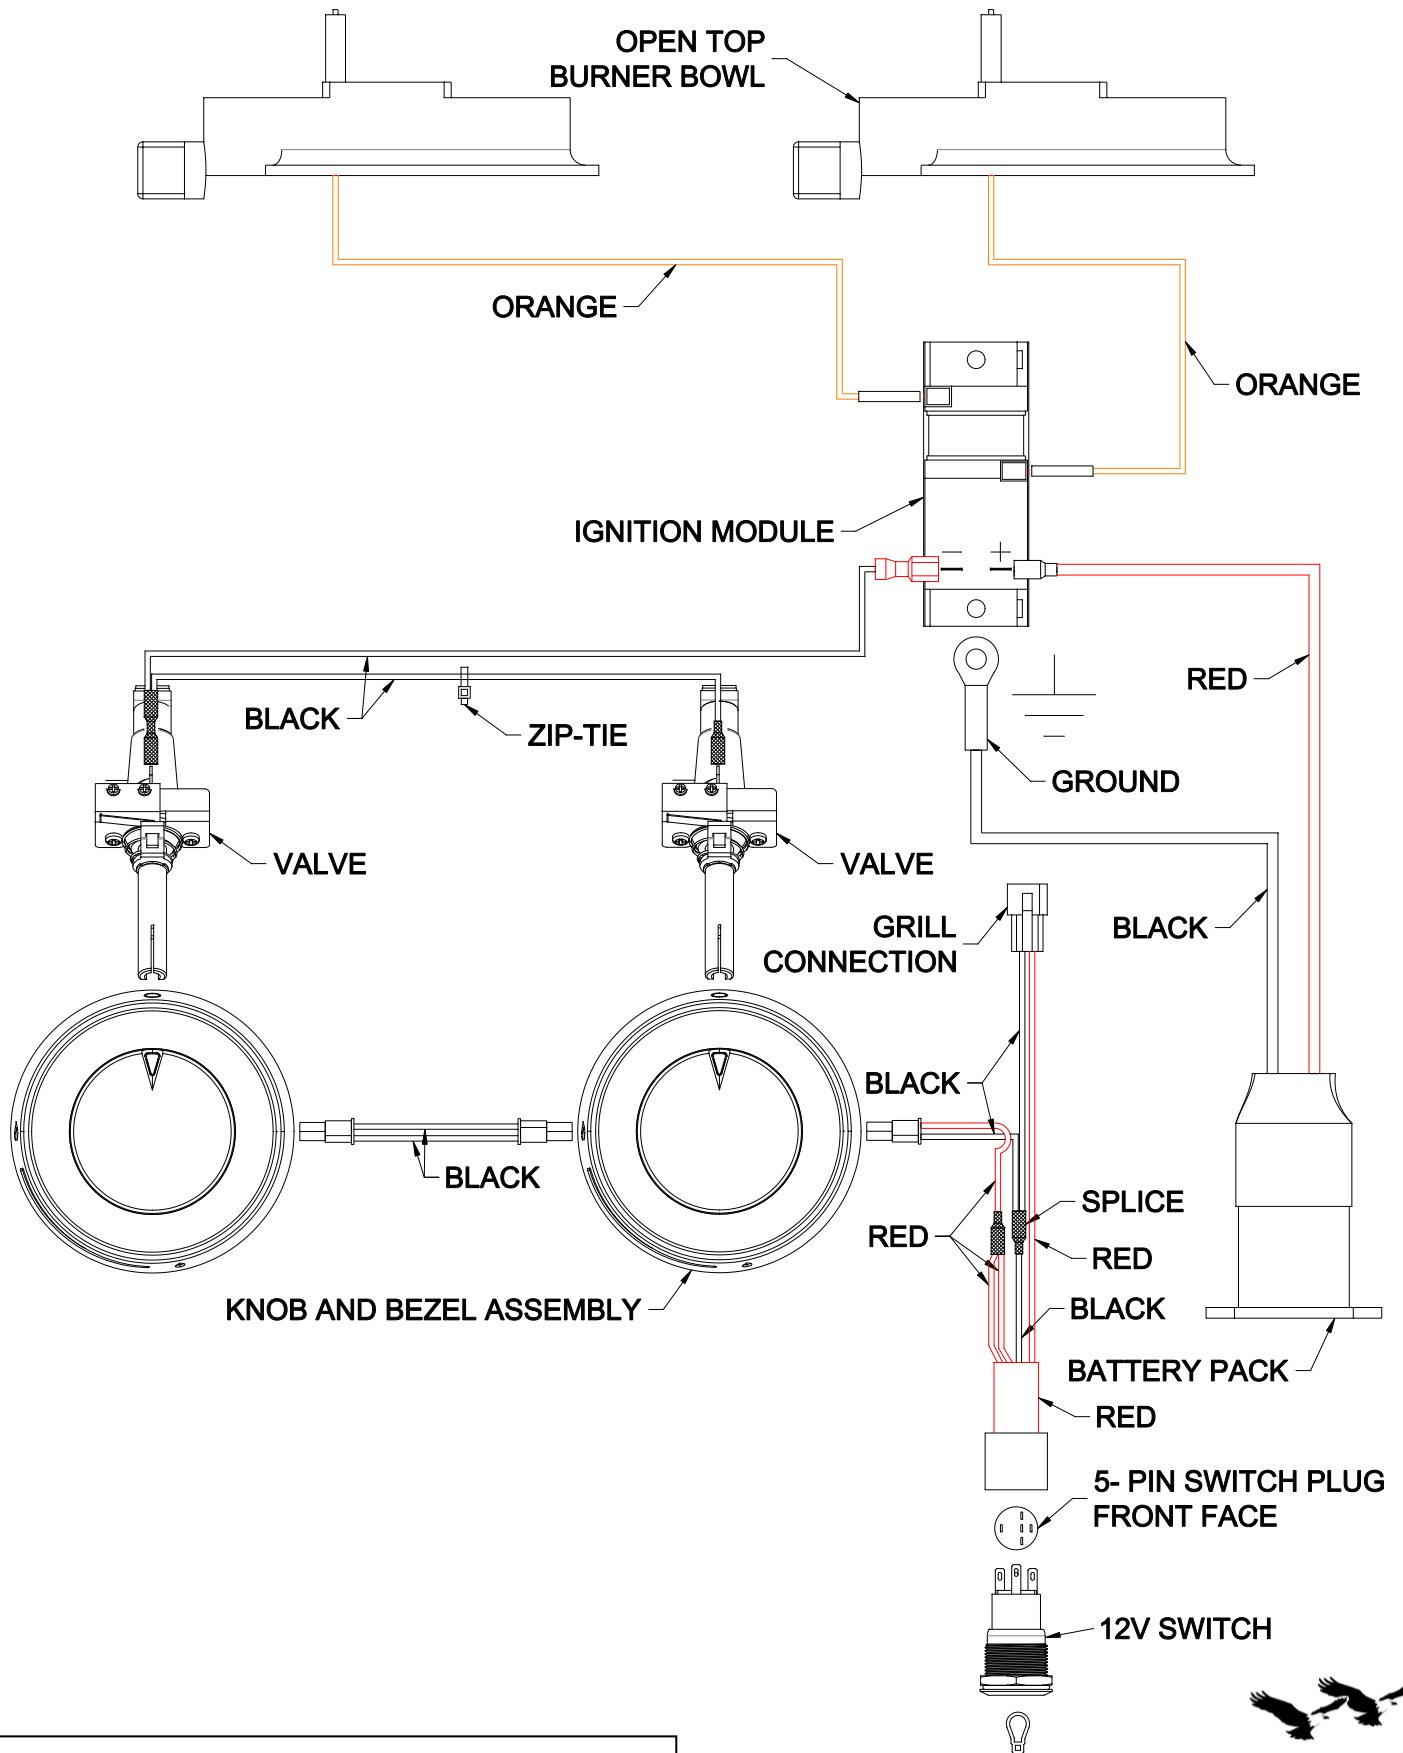 OPEN TOP
BURNER BOWL
ORANGE
ORANGE
IGNITION MODULE
BLACK
ZIP-TIE
RED
GROUND
VALVE
VALVE
GRILL
CONNECTION
BLACK
BLACK
BLACK
SPLICE
RED
RED
KNOB AND BEZEL ASSEMBLY
BLACK
BATTERY PACK
RED
5- PIN SWITCH PLUG
FRONT FACE
12V SWITCH